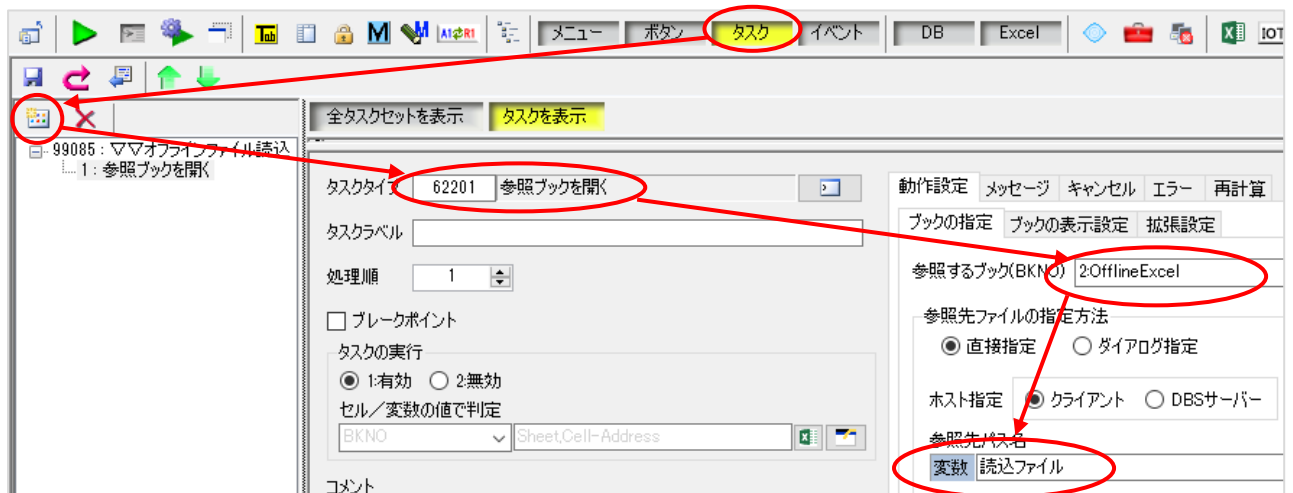 Tab M M A1⇄R1 メニュー ボタン タスク イベント DB Excel IOT
全タスクセットを表示 タスクを表示
99085：▽▽オフラインファイル読込
1：参照ブックを開く
タスクタイプ 62201 参照ブックを開く
タスクラベル
処理順 1
ブレークポイント
タスクの実行
1:有効 2:無効
セル／変数の値で判定
BKNO Sheet,Cell-Address
コメント
動作設定 メッセージ キャンセル エラー 再計算
ブックの指定 ブックの表示設定 拡張設定
参照するブック(BKNO) 2:OfflineExcel
参照先ファイルの指定方法
直接指定 ダイアログ指定
ホスト指定 クライアント DBSサーバー
参照先パス名
変数 読込ファイル